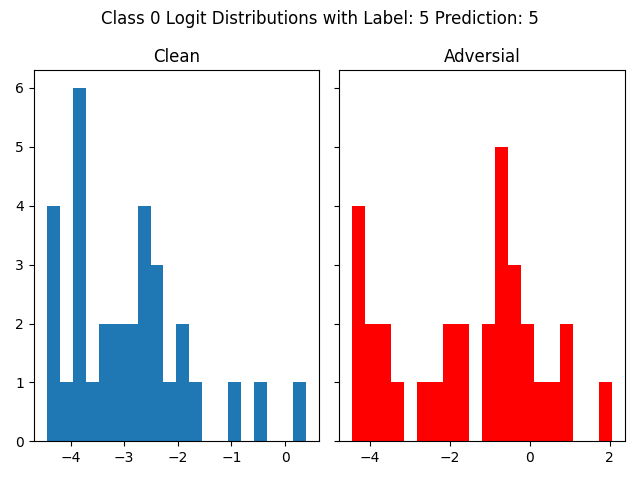 Class 0 Logit Distributions with Label: 5 Prediction: 5
Clean
Adversial
6
5
4
3
2
1
0
−4 −3 −2 −1 0
−4 −2 0 2